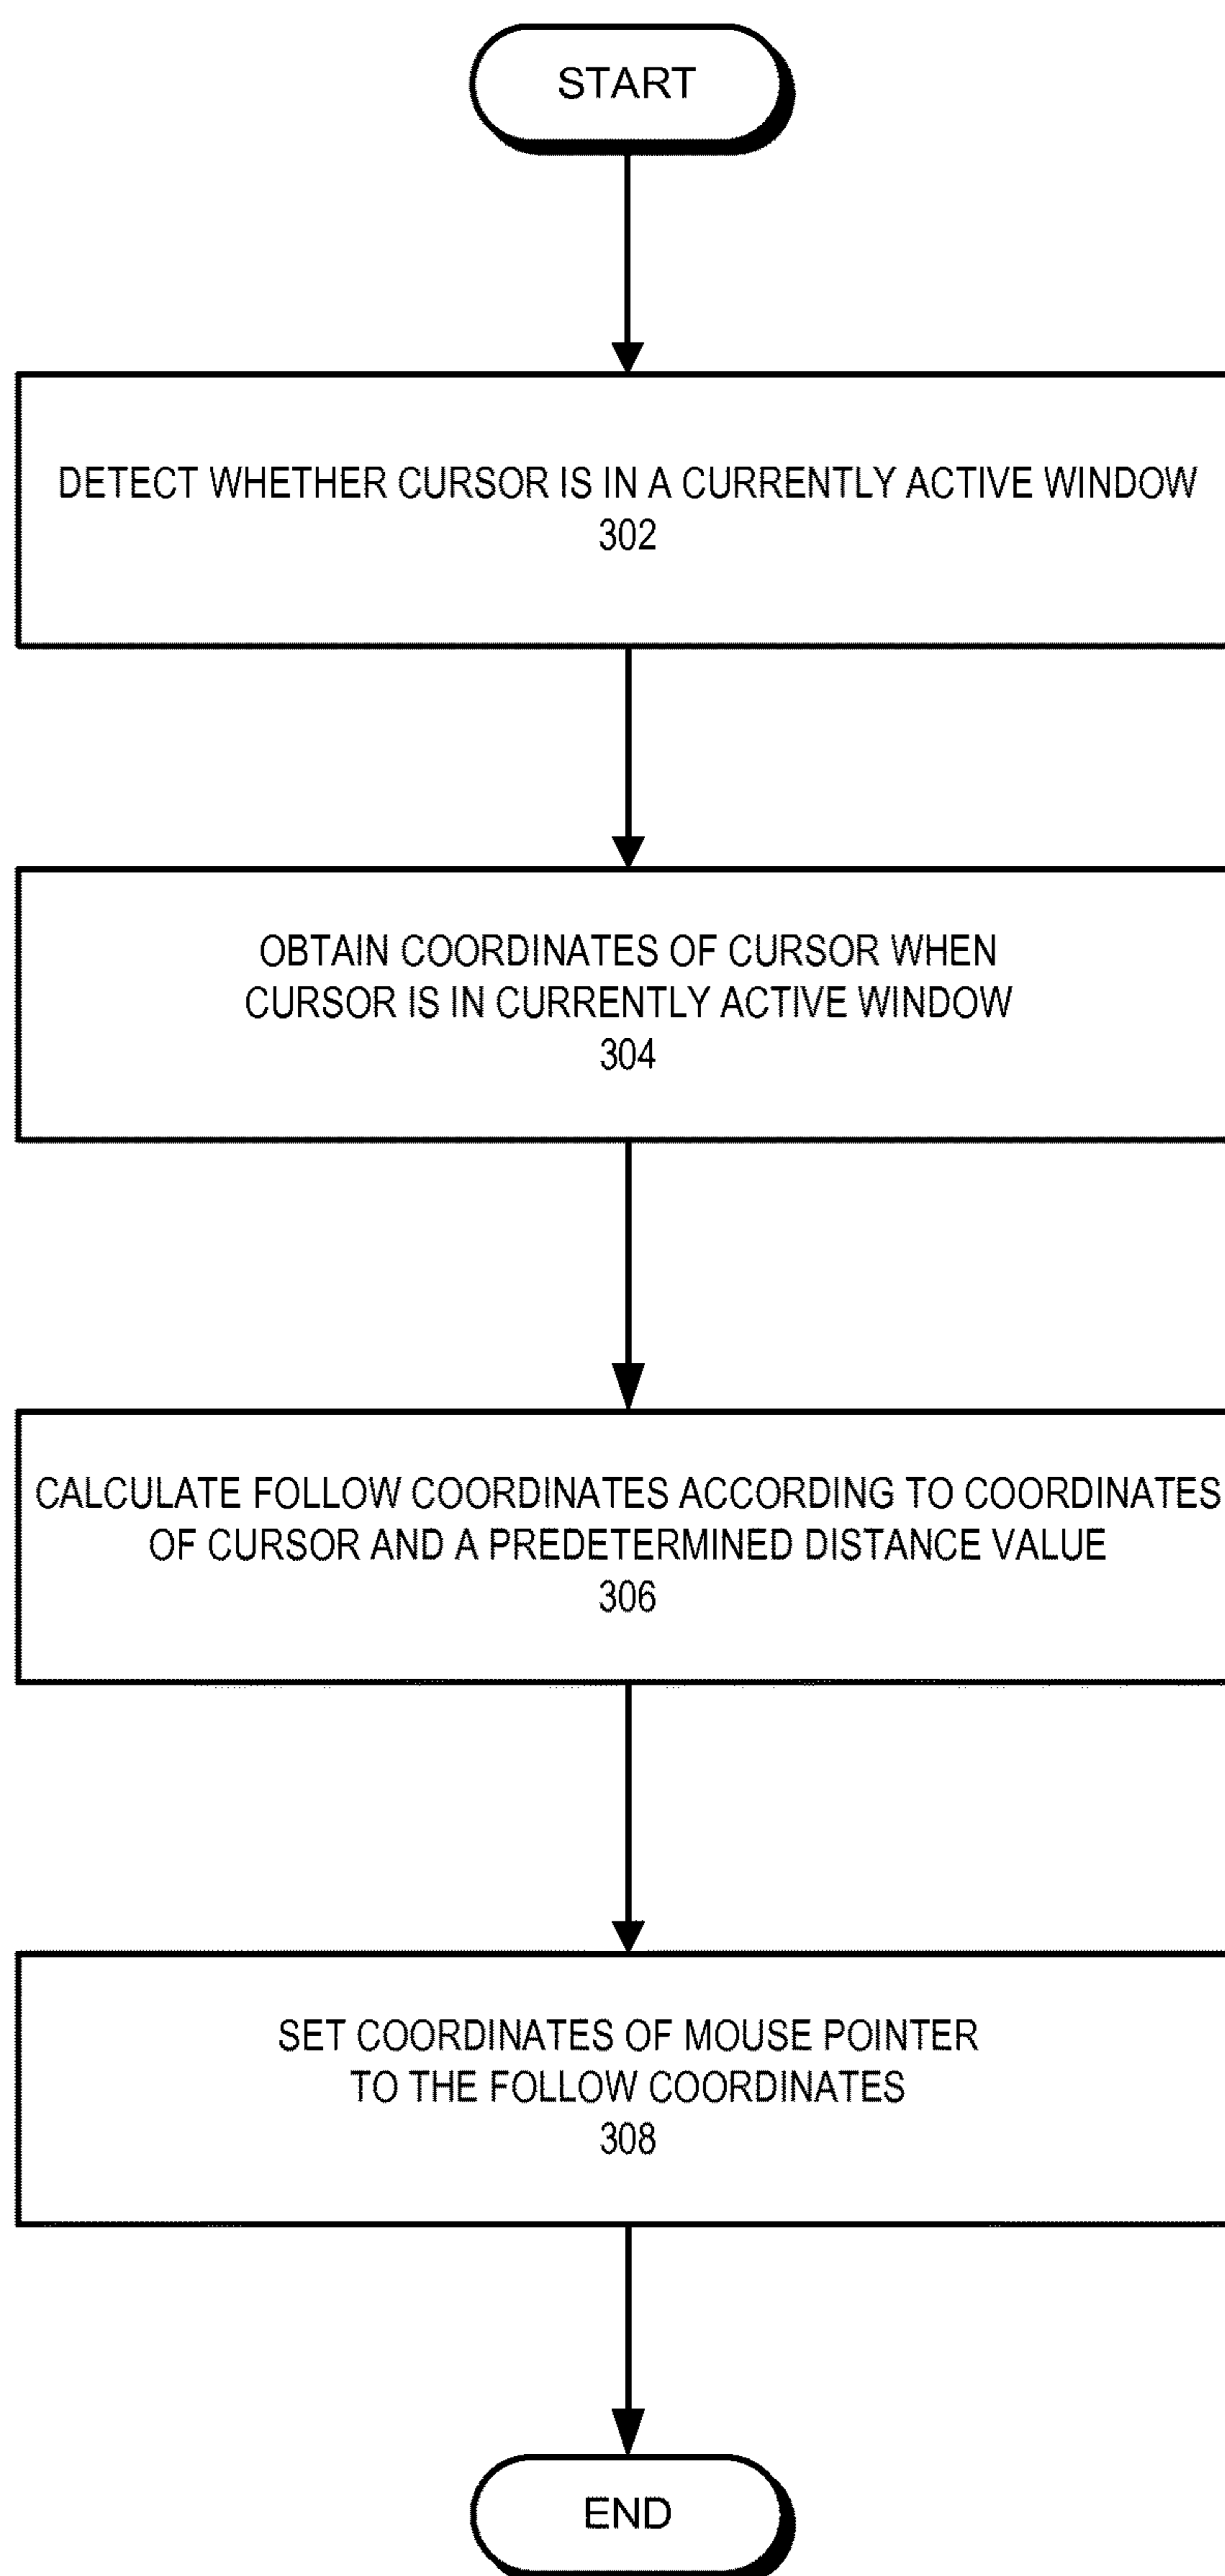 START
DETECT WHETHER CURSOR IS IN A CURRENTLY ACTIVE WINDOW
302
OBTAIN COORDINATES OF CURSOR WHEN
CURSOR IS IN CURRENTLY ACTIVE WINDOW
304
CALCULATE FOLLOW COORDINATES ACCORDING TO COORDINATES
OF CURSOR AND A PREDETERMINED DISTANCE VALUE
306
SET COORDINATES OF MOUSE POINTER
TO THE FOLLOW COORDINATES
308
END